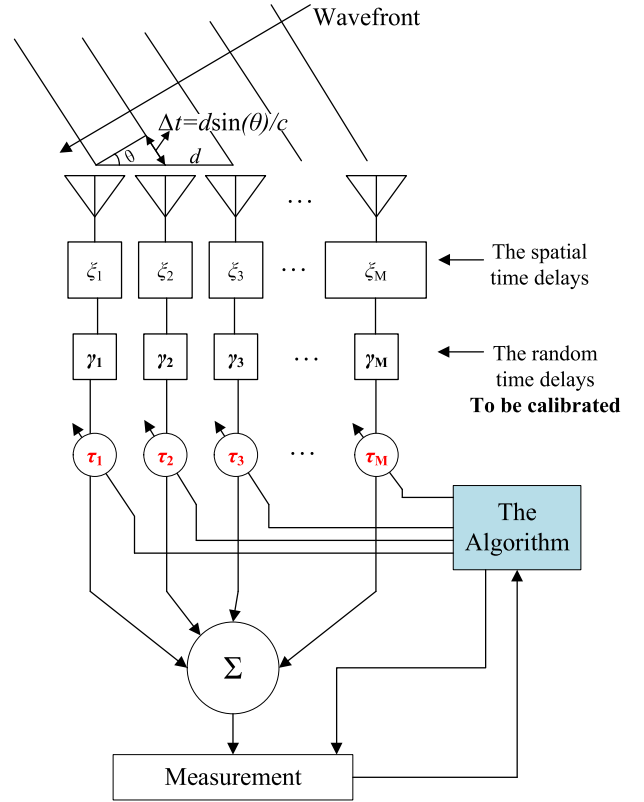 Wavefront
Δt=dsin(θ)/c
θ
d
...
ξ1 ξ2 ξ3 ... ξM
The spatial
time delays
γ1 γ2 γ3 ... γM
The random
time delays
To be calibrated
τ1 τ2 τ3 ... τM
The
Algorithm
Σ
Measurement